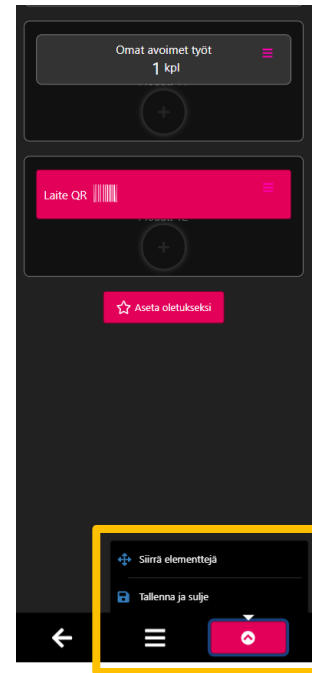 Omat avoimet työt
1 kpl
Laite QR
Aseta oletukseksi
Siirrä elementtejä
Tallenna ja sulje